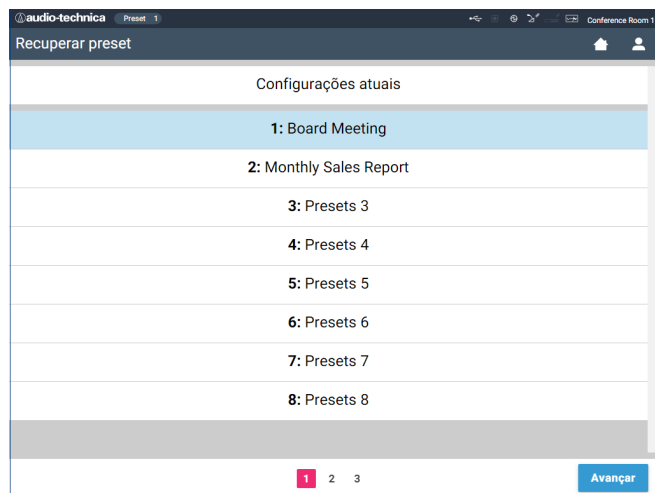 audio-technica Preset 1 Conference Room 1
Recuperar preset
Configurações atuais
1: Board Meeting
2: Monthly Sales Report
3: Presets 3
4: Presets 4
5: Presets 5
6: Presets 6
7: Presets 7
8: Presets 8
1 2 3 Avançar